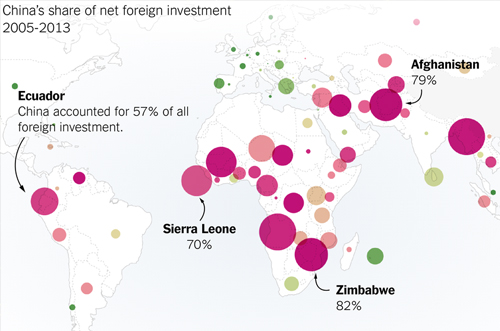 China's share of net foreign investment
2005-2013
Afghanistan
79%
Ecuador
China accounted for 57% of all
foreign investment.
Sierra Leone
70%
Zimbabwe
82%